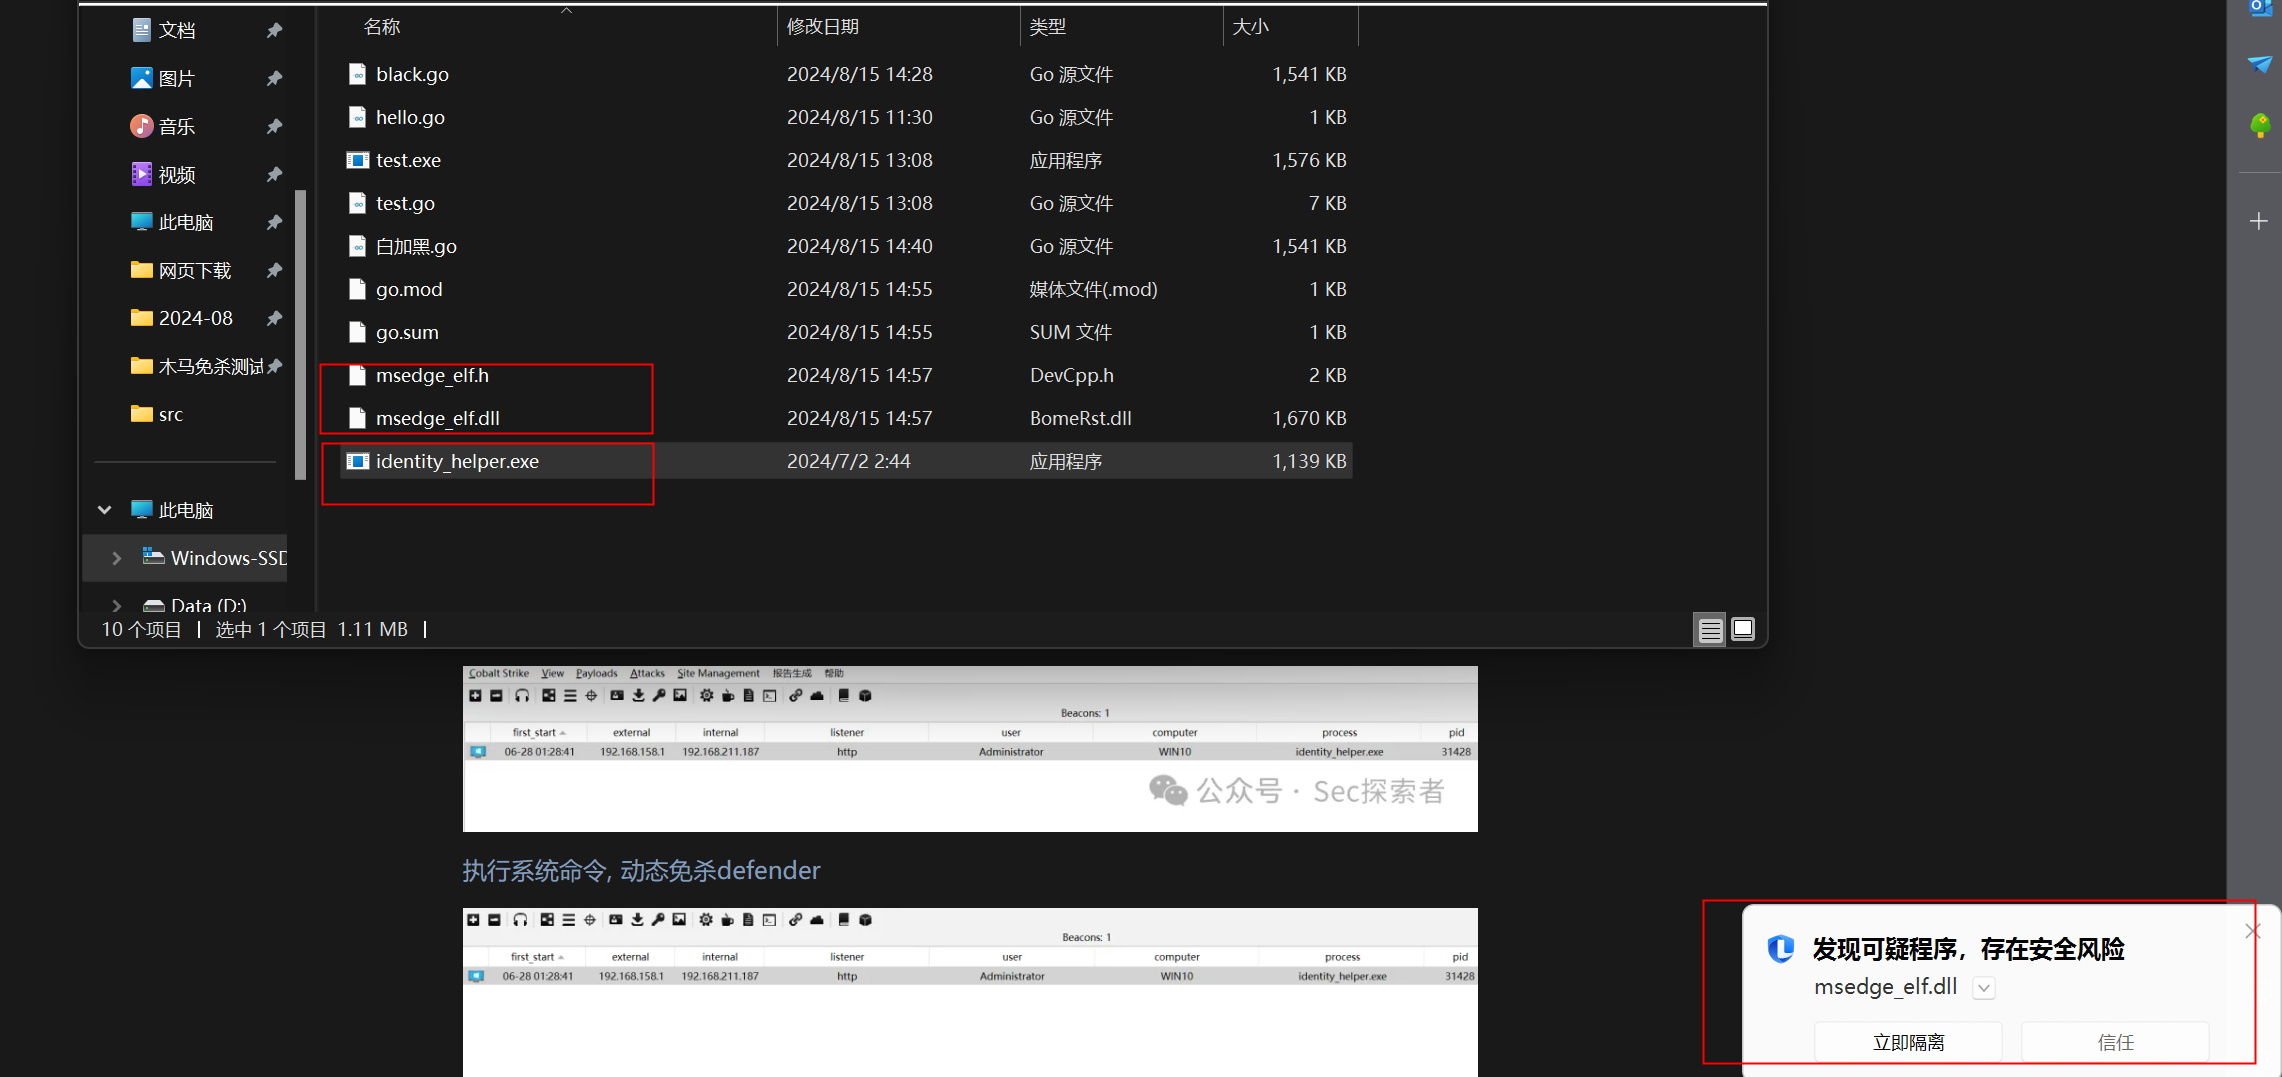 文档
图片
音乐
视频
此电脑
网页下载
2024-08
木马免杀测试
src
此电脑
Windows-SSD
Data (D:)
名称 修改日期 类型 大小
black.go 2024/8/15 14:28 Go 源文件 1,541 KB
hello.go 2024/8/15 11:30 Go 源文件 1 KB
test.exe 2024/8/15 13:08 应用程序 1,576 KB
test.go 2024/8/15 13:08 Go 源文件 7 KB
白加黑.go 2024/8/15 14:40 Go 源文件 1,541 KB
go.mod 2024/8/15 14:55 媒体文件(.mod) 1 KB
go.sum 2024/8/15 14:55 SUM 文件 1 KB
msedge_elf.h 2024/8/15 14:57 DevCpp.h 2 KB
msedge_elf.dll 2024/8/15 14:57 BomeRst.dll 1,670 KB
identity_helper.exe 2024/7/2 2:44 应用程序 1,139 KB
10 个项目 选中 1 个项目 1.11 MB
Cobalt Strike View Payloads Attacks Site Management 报告生成 帮助
Beacons: 1
first_start external internal listener user computer process pid
06-28 01:28:41 192.168.158.1 192.168.211.187 http Administrator WIN10 identity_helper.exe 31428
公众号 · Sec探索者
执行系统命令, 动态免杀defender
Beacons: 1
first_start external internal listener user computer process pid
06-28 01:28:41 192.168.158.1 192.168.211.187 http Administrator WIN10 identity_helper.exe 31428
发现可疑程序，存在安全风险
msedge_elf.dll
立即隔离 信任